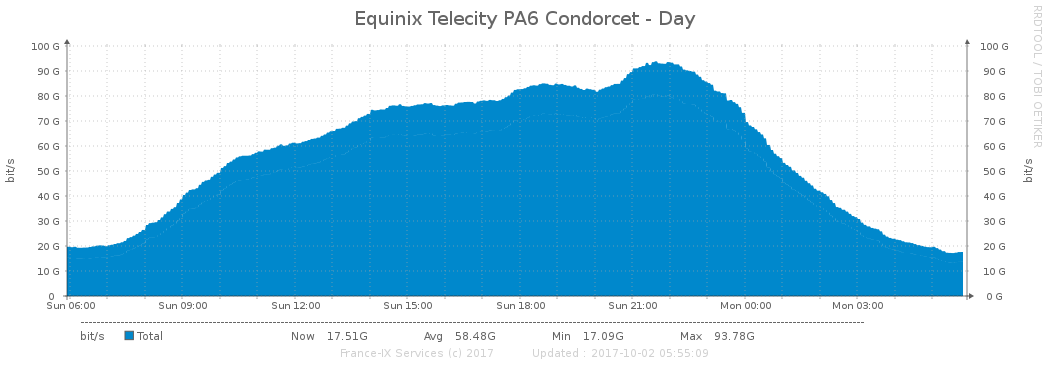 Equinix Telecity PA6 Condorcet - Day
RRDTOOL / TOBI OETIKER
100 G 100 G
90 G 90 G
80 G 80 G
70 G 70 G
60 G 60 G
50 G 50 G
40 G 40 G
30 G 30 G
20 G 20 G
10 G 10 G
0 0 G
bit/s
bit/s
Sun 06:00 Sun 09:00 Sun 12:00 Sun 15:00 Sun 18:00 Sun 21:00 Mon 00:00 Mon 03:00
bit/s Total Now 17.51G Avg 58.48G Min 17.09G Max 93.78G
France-IX Services (c) 2017 Updated : 2017-10-02 05:55:09